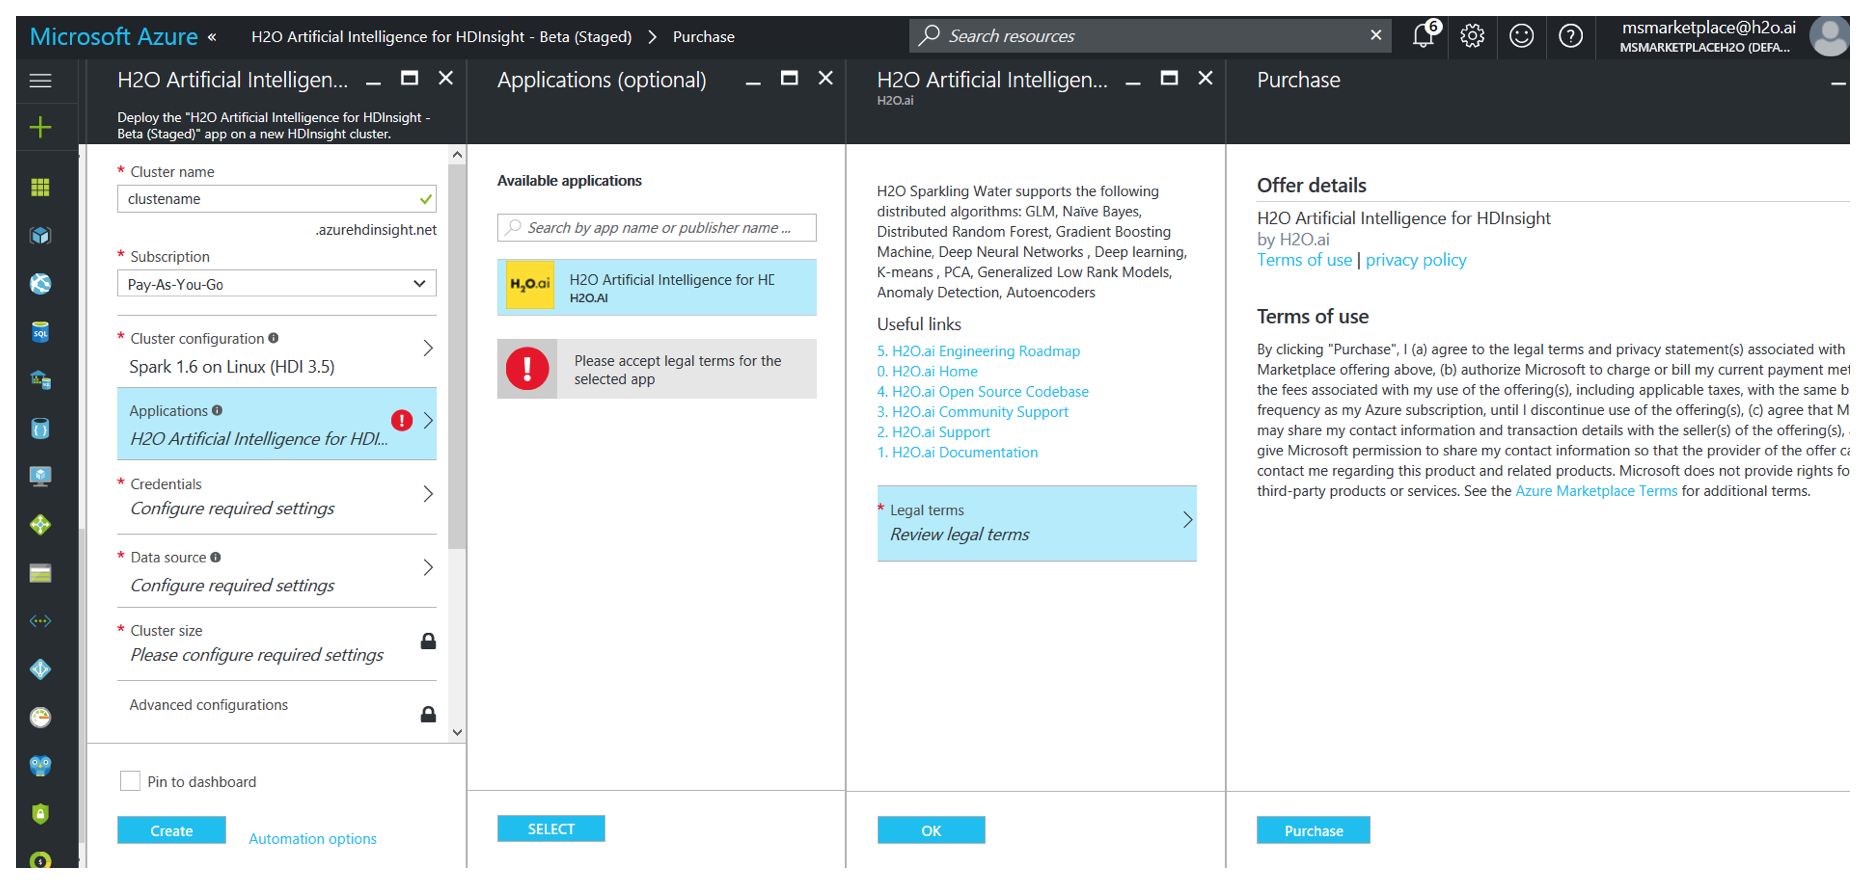 Microsoft Azure «
H2O Artificial Intelligence for HDInsight - Beta (Staged) > Purchase
Search resources
6
msmarketplace@h2o.ai
MSMARKETPLACEH2O (DEFA...
H2O Artificial Intelligen...
Deploy the "H2O Artificial Intelligence for HDInsight -
Beta (Staged)" app on a new HDInsight cluster.
* Cluster name
clustename
.azurehdinsight.net
* Subscription
Pay-As-You-Go
* Cluster configuration
Spark 1.6 on Linux (HDI 3.5)
Applications
H2O Artificial Intelligence for HDI...
* Credentials
Configure required settings
* Data source
Configure required settings
* Cluster size
Please configure required settings
Advanced configurations
Pin to dashboard
Create
Automation options
SQL
Applications (optional)
Available applications
Search by app name or publisher name ...
H2O.ai
H2O Artificial Intelligence for HD
H2O.AI
Please accept legal terms for the
selected app
SELECT
H2O Artificial Intelligen...
H2O.ai
H2O Sparkling Water supports the following
distributed algorithms: GLM, Naïve Bayes,
Distributed Random Forest, Gradient Boosting
Machine, Deep Neural Networks , Deep learning,
K-means , PCA, Generalized Low Rank Models,
Anomaly Detection, Autoencoders
Useful links
5. H2O.ai Engineering Roadmap
0. H2O.ai Home
4. H2O.ai Open Source Codebase
3. H2O.ai Community Support
2. H2O.ai Support
1. H2O.ai Documentation
* Legal terms
Review legal terms
OK
Purchase
Offer details
H2O Artificial Intelligence for HDInsight
by H2O.ai
Terms of use | privacy policy
Terms of use
By clicking "Purchase", I (a) agree to the legal terms and privacy statement(s) associated with
Marketplace offering above, (b) authorize Microsoft to charge or bill my current payment met
the fees associated with my use of the offering(s), including applicable taxes, with the same b
frequency as my Azure subscription, until I discontinue use of the offering(s), (c) agree that M
may share my contact information and transaction details with the seller(s) of the offering(s),
give Microsoft permission to share my contact information so that the provider of the offer ca
contact me regarding this product and related products. Microsoft does not provide rights fo
third-party products or services. See the Azure Marketplace Terms for additional terms.
Purchase